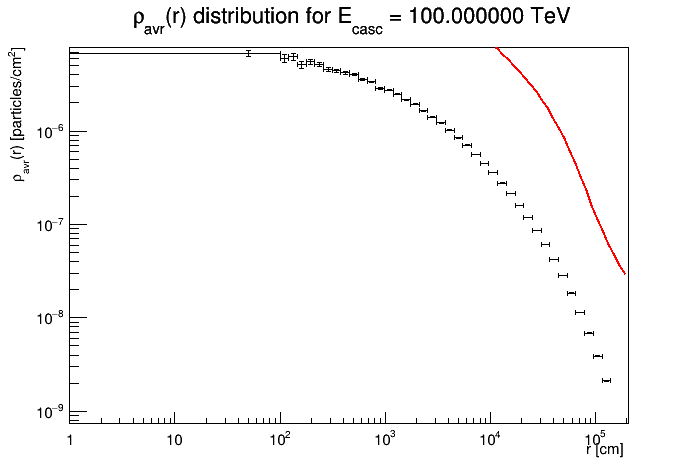 ρavr(r) distribution for Ecasc = 100.000000 TeV
ρavr(r) [particles/cm²]
10⁻⁶
10⁻⁷
10⁻⁸
10⁻⁹
1 10 10² 10³ 10⁴ 10⁵
r [cm]